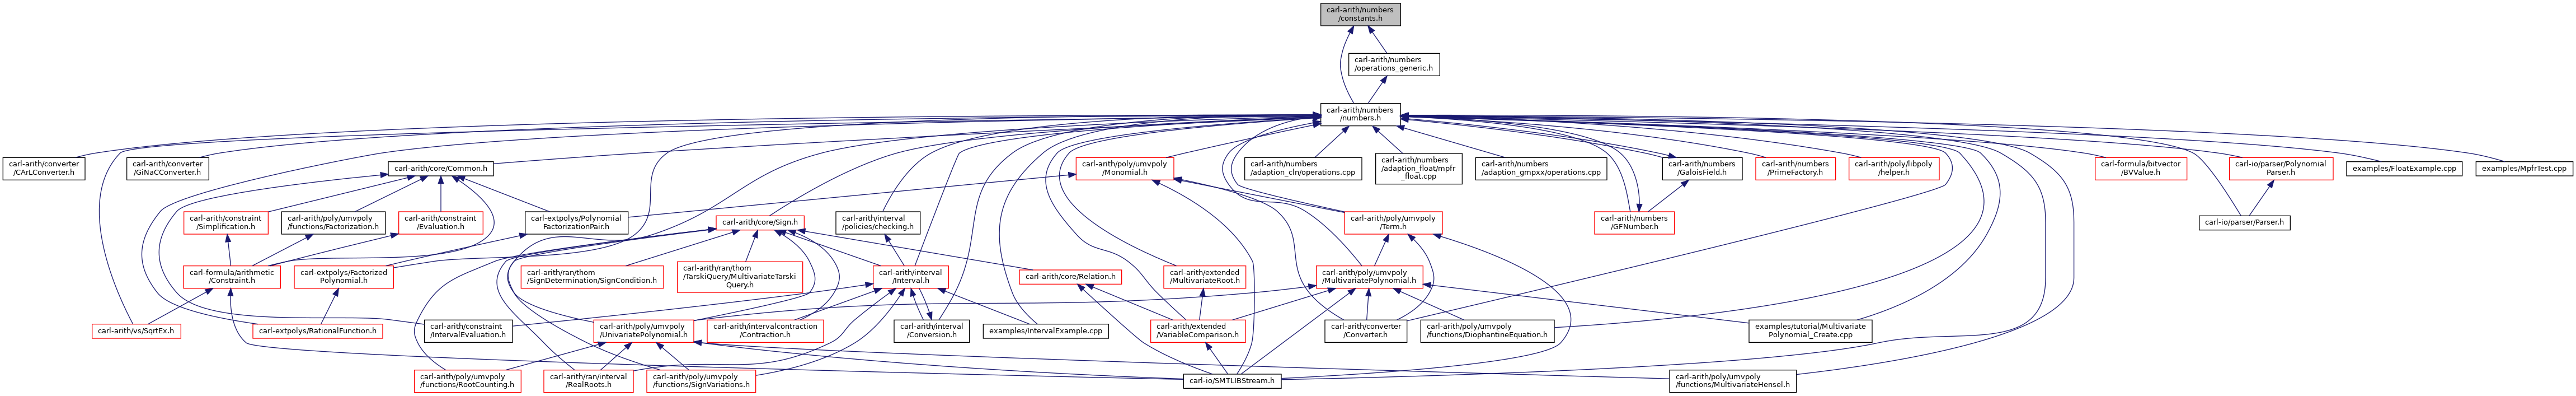 carl-arith/numbers
/constants.h
carl-arith/numbers
/operations_generic.h
carl-arith/numbers
/numbers.h
carl-arith/converter
/CArLConverter.h
carl-arith/converter
/GiNaCConverter.h
carl-arith/core/Common.h
carl-arith/poly/umvpoly
/Monomial.h
carl-arith/numbers
/adaption_cln/operations.cpp
carl-arith/numbers
/adaption_float/mpfr
_float.cpp
carl-arith/numbers
/adaption_gmpxx/operations.cpp
carl-arith/numbers
/GaloisField.h
carl-arith/numbers
/PrimeFactory.h
carl-arith/poly/libpoly
/helper.h
carl-formula/bitvector
/BVValue.h
carl-io/parser/Polynomial
Parser.h
examples/FloatExample.cpp
examples/MpfrTest.cpp
carl-arith/constraint
/Simplification.h
carl-arith/poly/umvpoly
/functions/Factorization.h
carl-arith/constraint
/Evaluation.h
carl-extpolys/Polynomial
FactorizationPair.h
carl-arith/core/Sign.h
carl-arith/interval
/policies/checking.h
carl-arith/poly/umvpoly
/Term.h
carl-arith/numbers
/GFNumber.h
carl-io/parser/Parser.h
carl-formula/arithmetic
/Constraint.h
carl-extpolys/Factorized
Polynomial.h
carl-arith/ran/thom
/SignDetermination/SignCondition.h
carl-arith/ran/thom
/TarskiQuery/MultivariateTarski
Query.h
carl-arith/interval
/Interval.h
carl-arith/core/Relation.h
carl-arith/extended
/MultivariateRoot.h
carl-arith/poly/umvpoly
/MultivariatePolynomial.h
carl-arith/vs/SqrtEx.h
carl-extpolys/RationalFunction.h
carl-arith/constraint
/IntervalEvaluation.h
carl-arith/poly/umvpoly
/UnivariatePolynomial.h
carl-arith/intervalcontraction
/Contraction.h
carl-arith/interval
/Conversion.h
examples/IntervalExample.cpp
carl-arith/extended
/VariableComparison.h
carl-arith/converter
/Converter.h
carl-arith/poly/umvpoly
/functions/DiophantineEquation.h
examples/tutorial/Multivariate
Polynomial_Create.cpp
carl-arith/poly/umvpoly
/functions/RootCounting.h
carl-arith/ran/interval
/RealRoots.h
carl-arith/poly/umvpoly
/functions/SignVariations.h
carl-io/SMTLIBStream.h
carl-arith/poly/umvpoly
/functions/MultivariateHensel.h